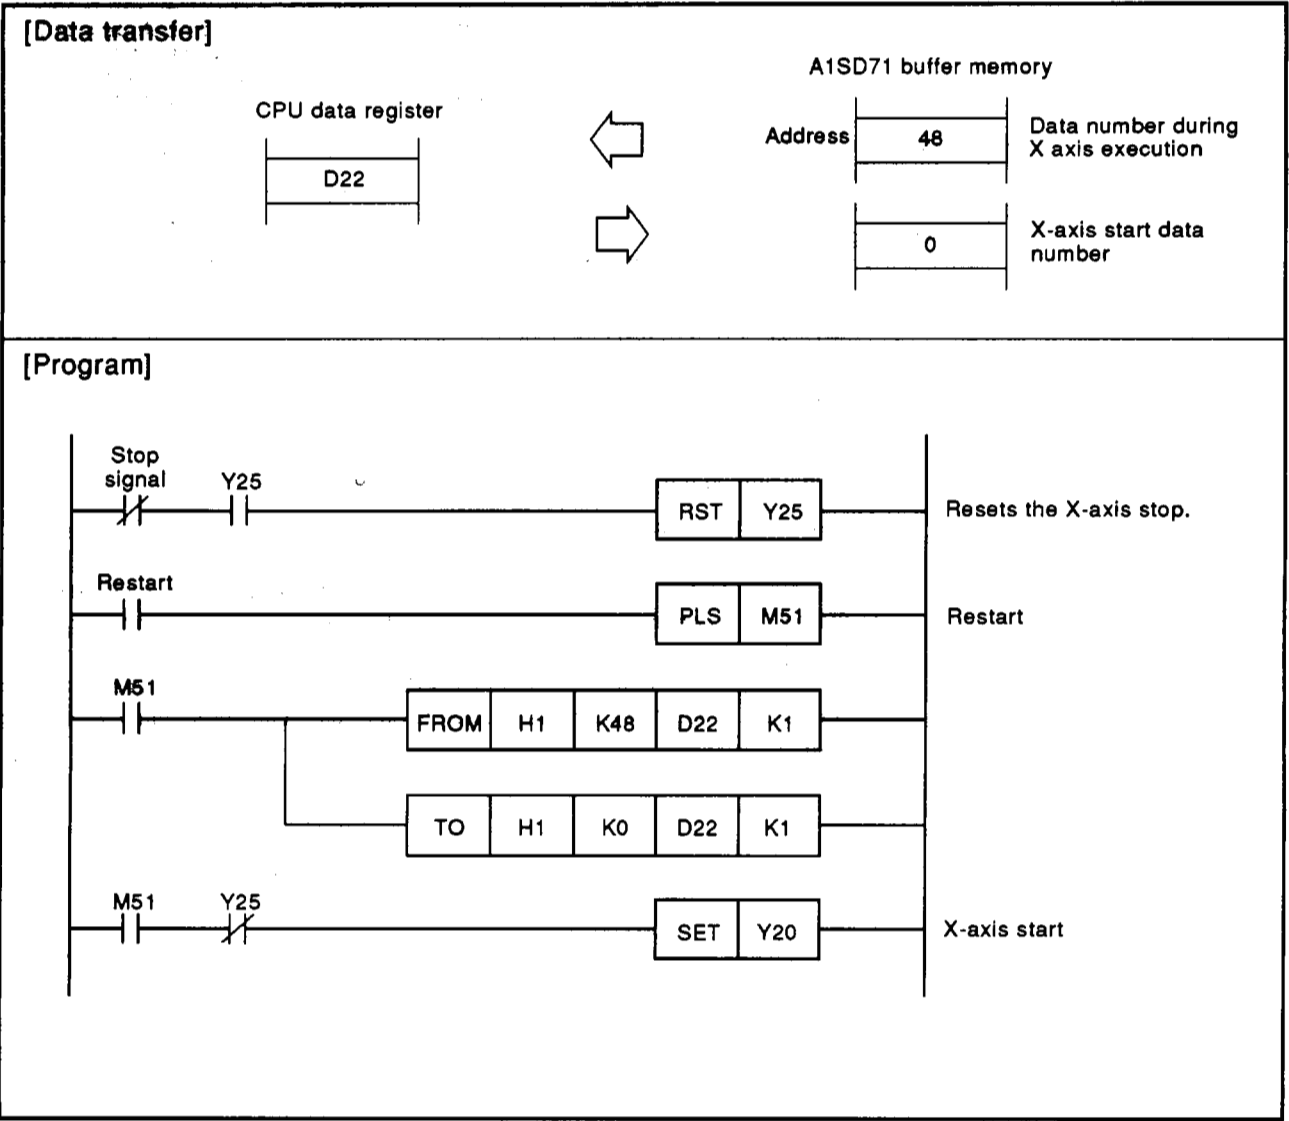 [Data transfer]
A1SD71 buffer memory
CPU data register
Address
48
Data number during
X axis execution
D22
0
X-axis start data
number
[Program]
Stop
signal
Y25
RST Y25
Resets the X-axis stop.
Restart
PLS M51
Restart
M51
FROM H1 K48 D22 K1
TO H1 K0 D22 K1
M51 Y25
SET Y20
X-axis start